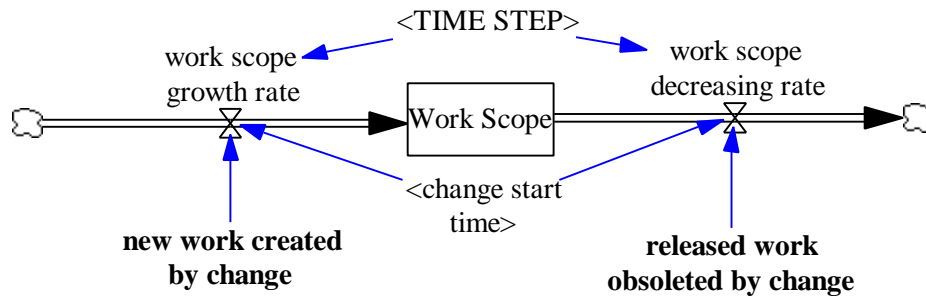 <TIME STEP>
work scope
growth rate
work scope
decreasing rate
Work Scope
<change start
time>
new work created
by change
released work
obsoleted by change